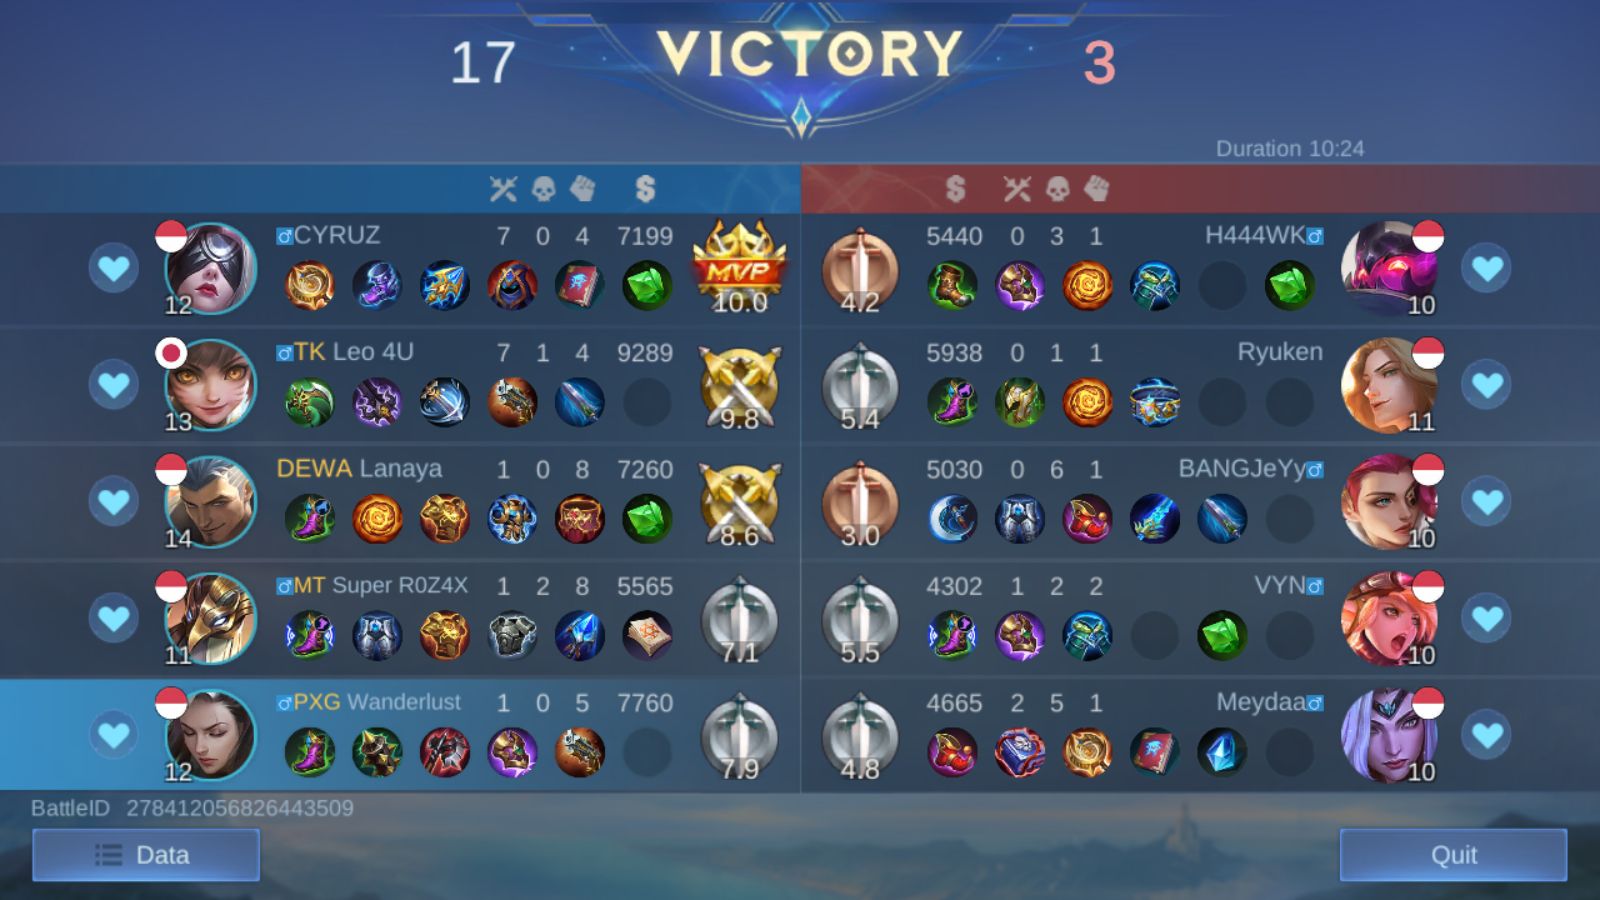 17 VICTORY 3
Duration 10:24
CYRUZ 7 0 4 7199
12 MVP 10.0
5440 0 3 1 H444WK
4.2 10
TK Leo 4U 7 1 4 9289
13 9.8
5938 0 1 1 Ryuken
5.4 11
DEWA Lanaya 1 0 8 7260
14 8.6
5030 0 6 1 BANGJeYy
3.0 10
MT Super R0Z4X 1 2 8 5565
11 7.1
4302 1 2 2 VYN
5.5 10
PXG Wanderlust 1 0 5 7760
12 7.9
4665 2 5 1 Meydaa
4.8 10
BattleID 278412056826443509
Data
Quit